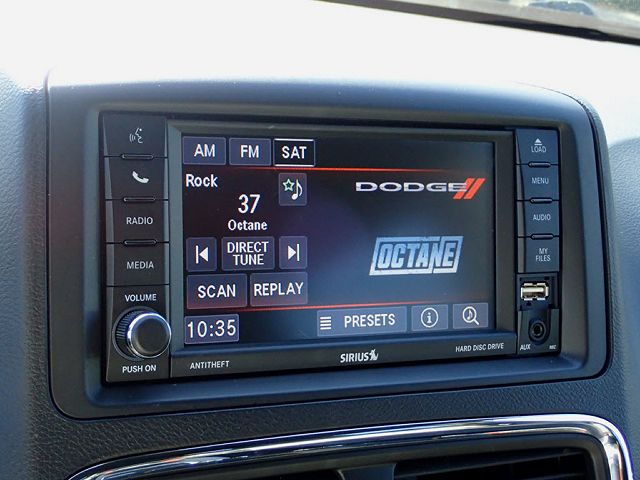 AM FM SAT
Rock
37
Octane
DODGE
OCTANE
DIRECT
TUNE
SCAN REPLAY
10:35 PRESETS
RADIO
MEDIA
VOLUME
PUSH ON
ANTITHEFT
SIRIUS
HARD DISC DRIVE
LOAD
MENU
AUDIO
MY
FILES
AUX